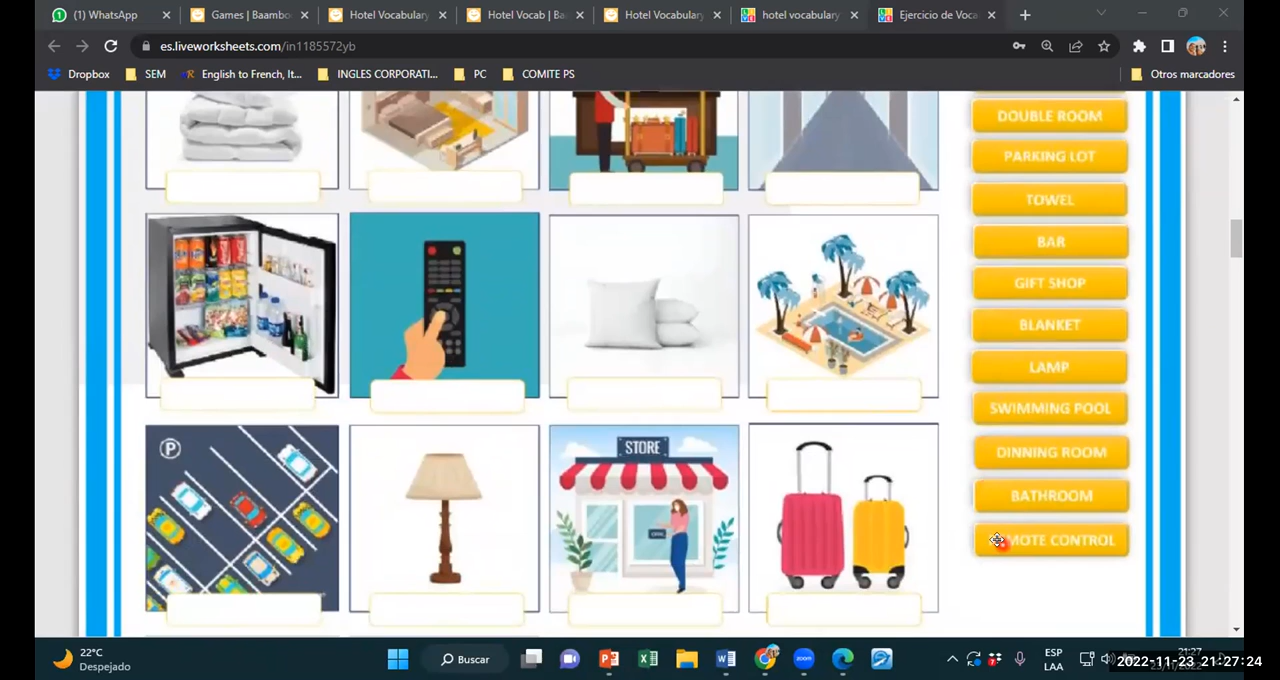 (1) WhatsApp
Games | Baambo
Hotel Vocabulary
Hotel Vocab | Ba
Hotel Vocabulary
hotel vocabulary
Ejercicio de Voca
es.liveworksheets.com/in1185572yb
Dropbox
SEM
English to French, It...
INGLES CORPORATI...
PC
COMITE PS
Otros marcadores
DOUBLE ROOM
PARKING LOT
TOWEL
BAR
GIFT SHOP
BLANKET
LAMP
SWIMMING POOL
DINNING ROOM
BATHROOM
MOTE CONTROL
P
STORE
OPEN
22°C
Despejado
Buscar
ESP
LAA
21:27
2022-11-23 21:27:24